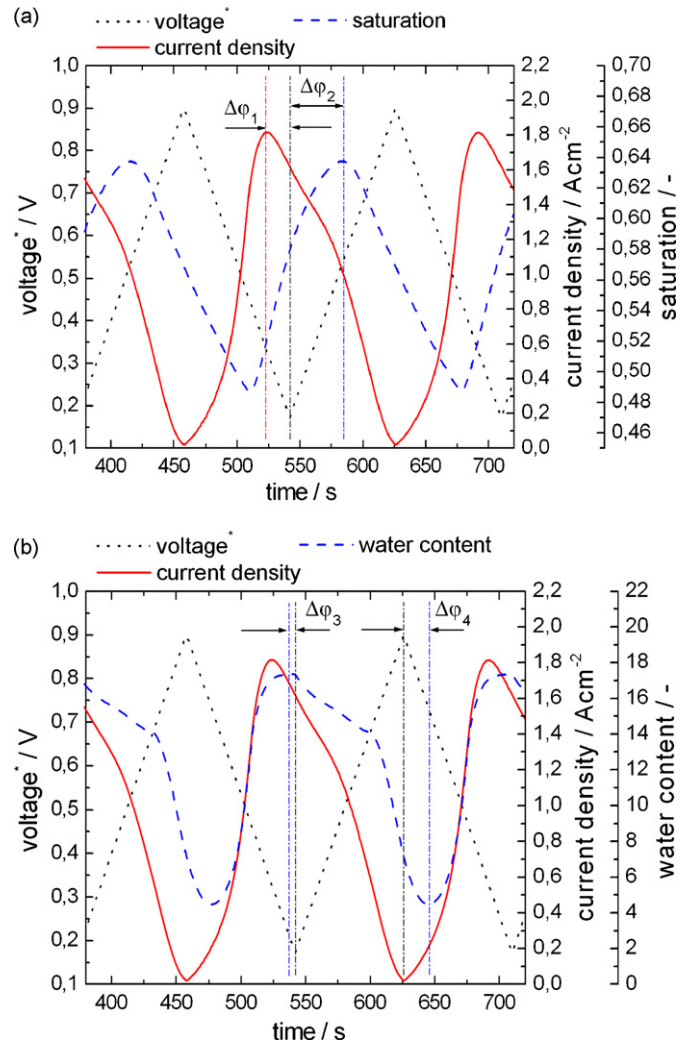 (a)
voltage* saturation
current density
1,0 2,2 0,70
0,9 2,0 0,68
0,8 1,8 0,66
0,7 1,6 0,64
0,6 1,4 0,62
0,5 1,2 0,60
0,4 1,0 0,58
0,3 0,8 0,56
0,2 0,6 0,54
0,1 0,4 0,52
0,2 0,50
0,0 0,48
0,46
Δφ1 Δφ2
voltage* / V
current density / Acm-2
saturation / -
400 450 500 550 600 650 700
time / s
(b)
voltage* water content
current density
1,0 2,2 22
0,9 2,0 20
0,8 1,8 18
0,7 1,6 16
0,6 1,4 14
0,5 1,2 12
0,4 1,0 10
0,3 0,8 8
0,2 0,6 6
0,1 0,4 4
0,2 2
0,0 0
Δφ3 Δφ4
voltage* / V
current density / Acm-2
water content / -
400 450 500 550 600 650 700
time / s